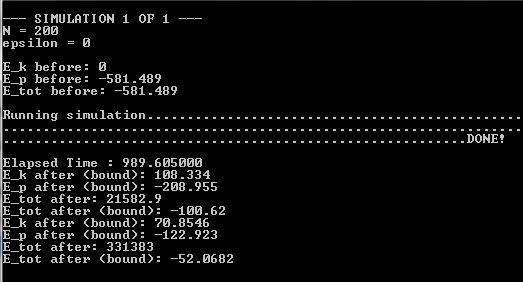 --- SIMULATION 1 OF 1 ---
N = 200
epsilon = 0
E_k before: 0
E_p before: -581.489
E_tot before: -581.489
Running simulation...............................................
.................................................................
..........................................................DONE!
Elapsed Time : 989.605000
E_k after (bound): 108.334
E_p after (bound): -208.955
E_tot after: 21582.9
E_tot after (bound): -100.62
E_k after (bound): 70.8546
E_p after (bound): -122.923
E_tot after: 331383
E_tot after (bound): -52.0682